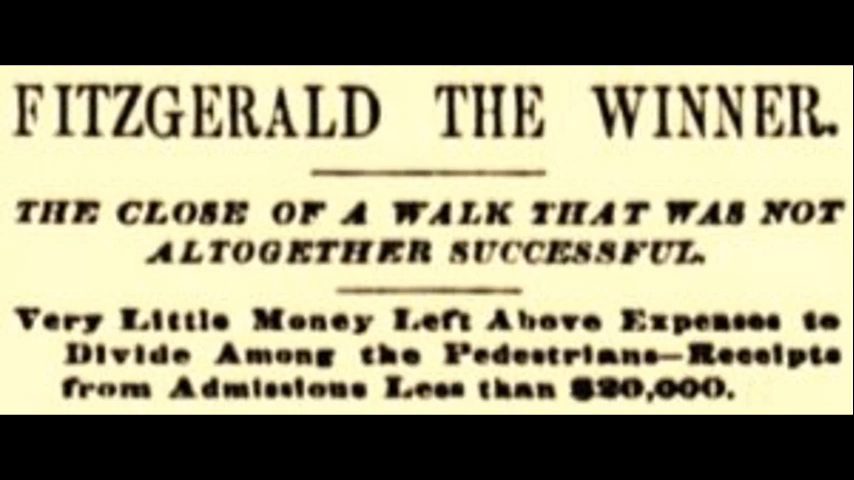 FITZGERALD THE WINNER.
THE CLOSE OF A WALK THAT WAS NOT
ALTOGETHER SUCCESSFUL.
Very Little Money Left Above Expenses to
Divide Among the Pedestrians—Receipts
from Admissions Less than $20,000.